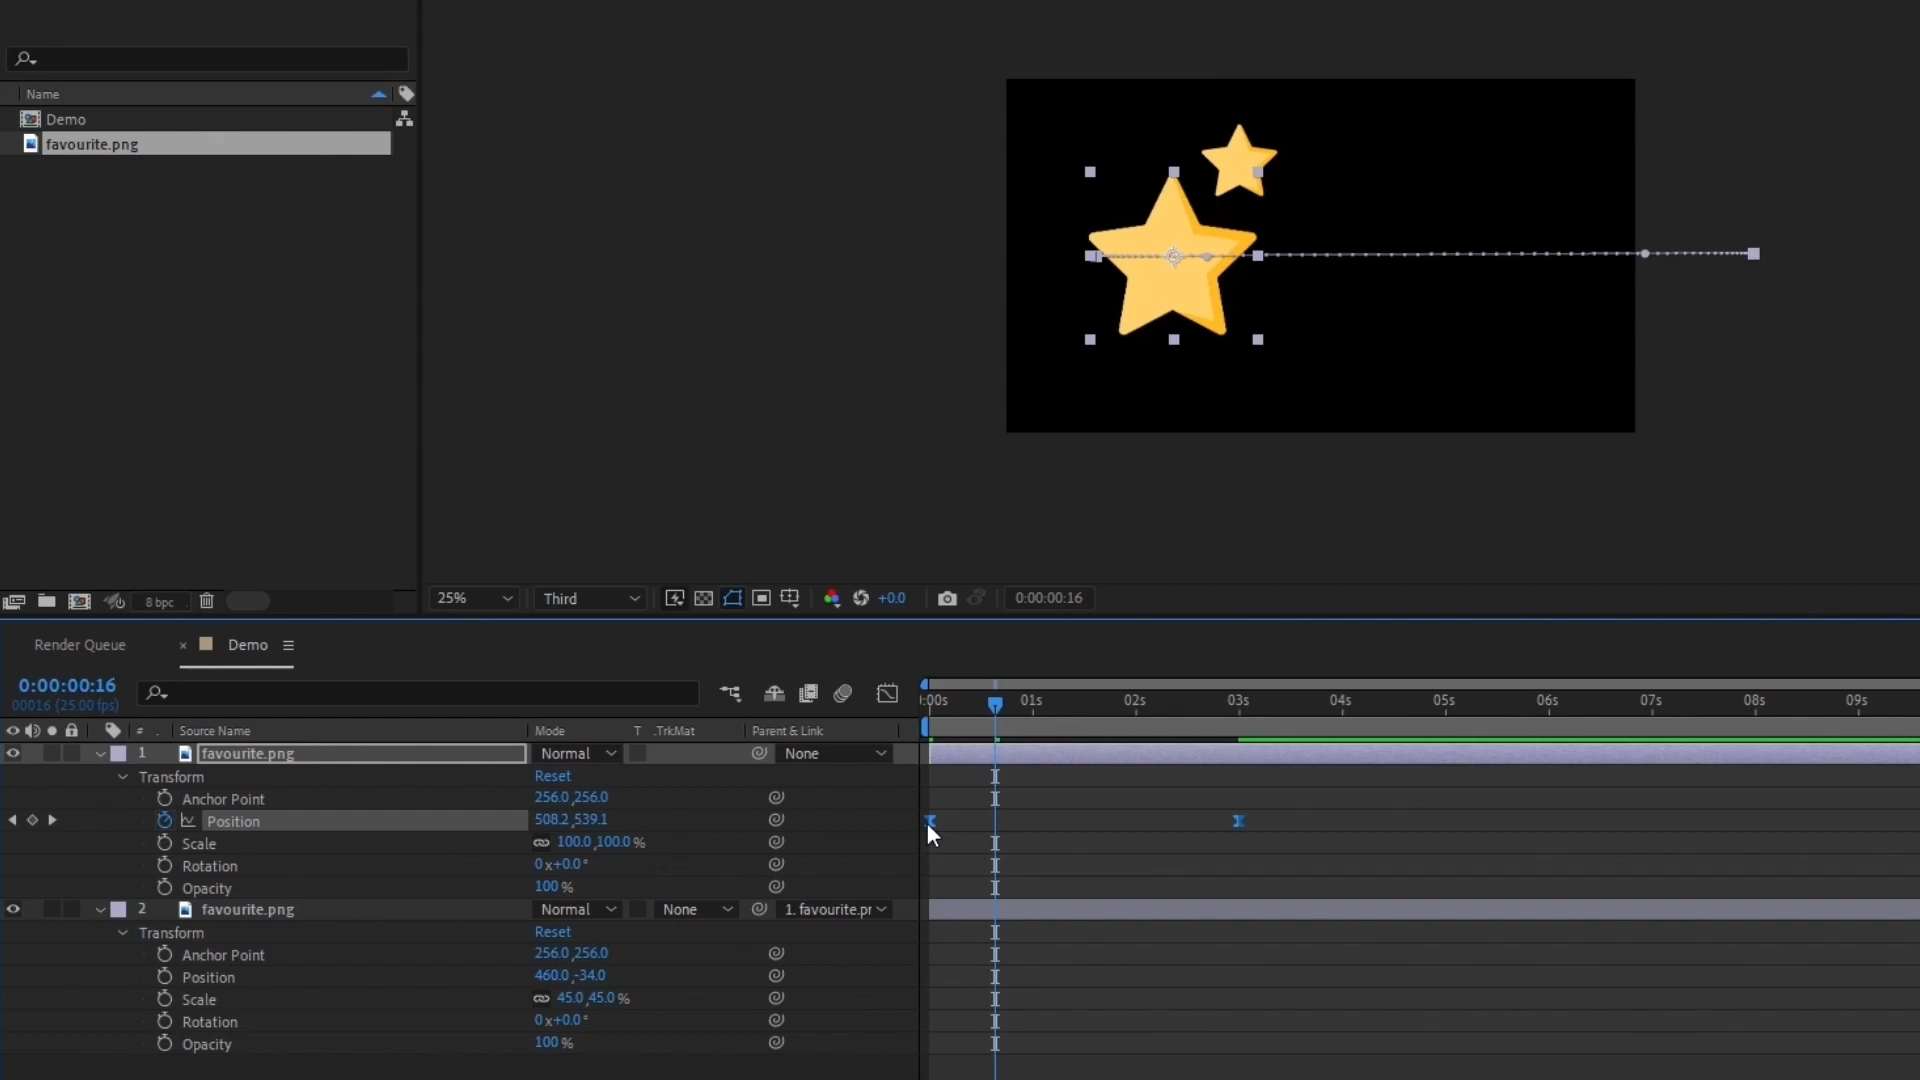 Name
Demo
favourite.png
8 bpc
25%
Third
+0.0
0:00:00:16
Render Queue
× Demo
0:00:00:16
00016 (25.00 fps)
:00s 01s 02s 03s 04s 05s 06s 07s 08s 09s
# . Source Name Mode T .TrkMat Parent & Link
1 favourite.png Normal None
Transform Reset
Anchor Point 256.0,256.0
Position 508.2,539.1
Scale 100.0,100.0 %
Rotation 0x+0.0°
Opacity 100 %
2 favourite.png Normal None 1. favourite.pr
Transform Reset
Anchor Point 256.0,256.0
Position 460.0,-34.0
Scale 45.0,45.0 %
Rotation 0x+0.0°
Opacity 100 %